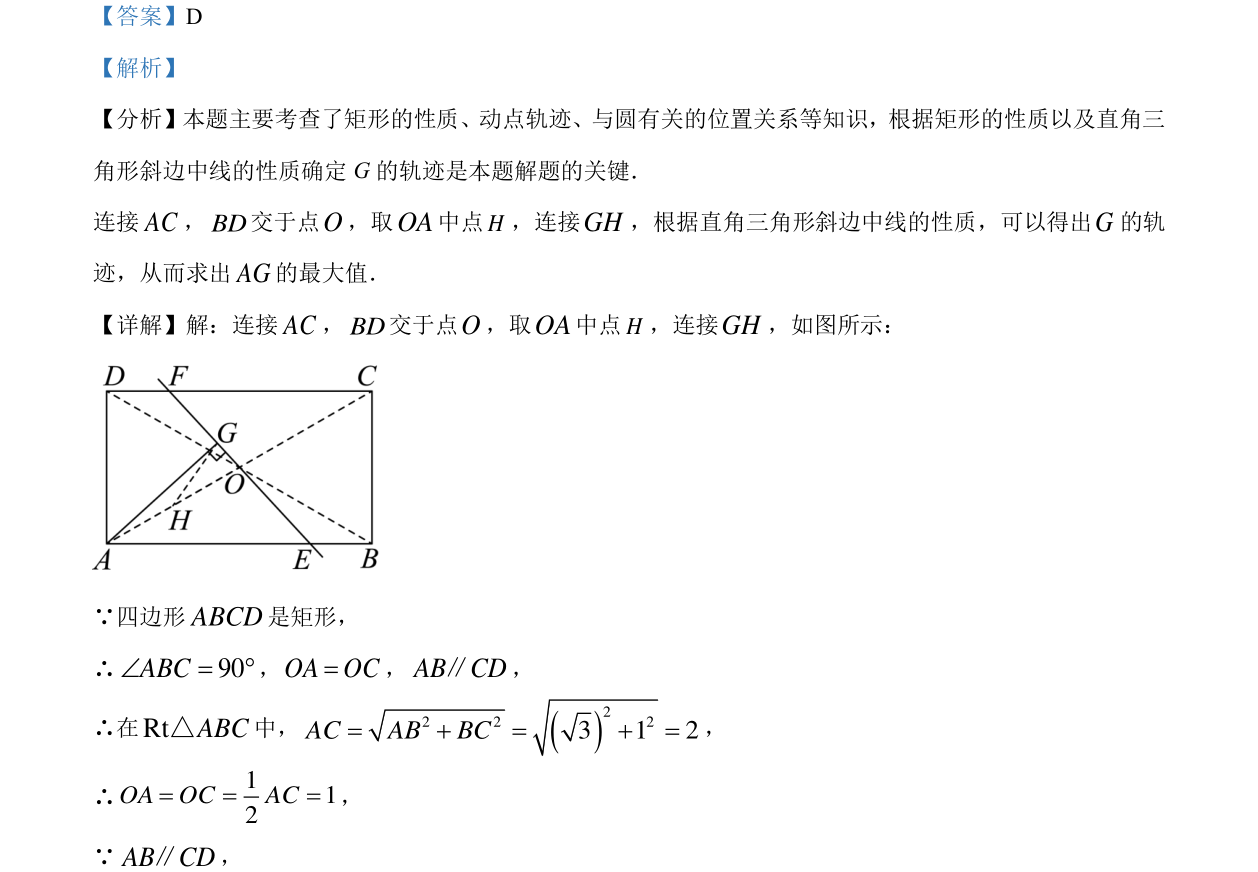 【答案】D
【解析】
【分析】本题主要考查了矩形的性质、动点轨迹、与圆有关的位置关系等知识，根据矩形的性质以及直角三
角形斜边中线的性质确定 G 的轨迹是本题解题的关键．
连接 AC，BD 交于点 O，取 OA 中点 H，连接 GH，根据直角三角形斜边中线的性质，可以得出 G 的轨
迹，从而求出 AG 的最大值．
【详解】解：连接 AC，BD 交于点 O，取 OA 中点 H，连接 GH，如图所示：
D F C
G
O
H
A E B
∵四边形 ABCD 是矩形，
∴∠ABC = 90°，OA = OC，AB∥CD，
∴在 Rt△ABC 中，AC = √(AB² + BC²) = √((√3)² + 1²) = 2，
∴OA = OC = 1/2 AC = 1，
∵AB∥CD，